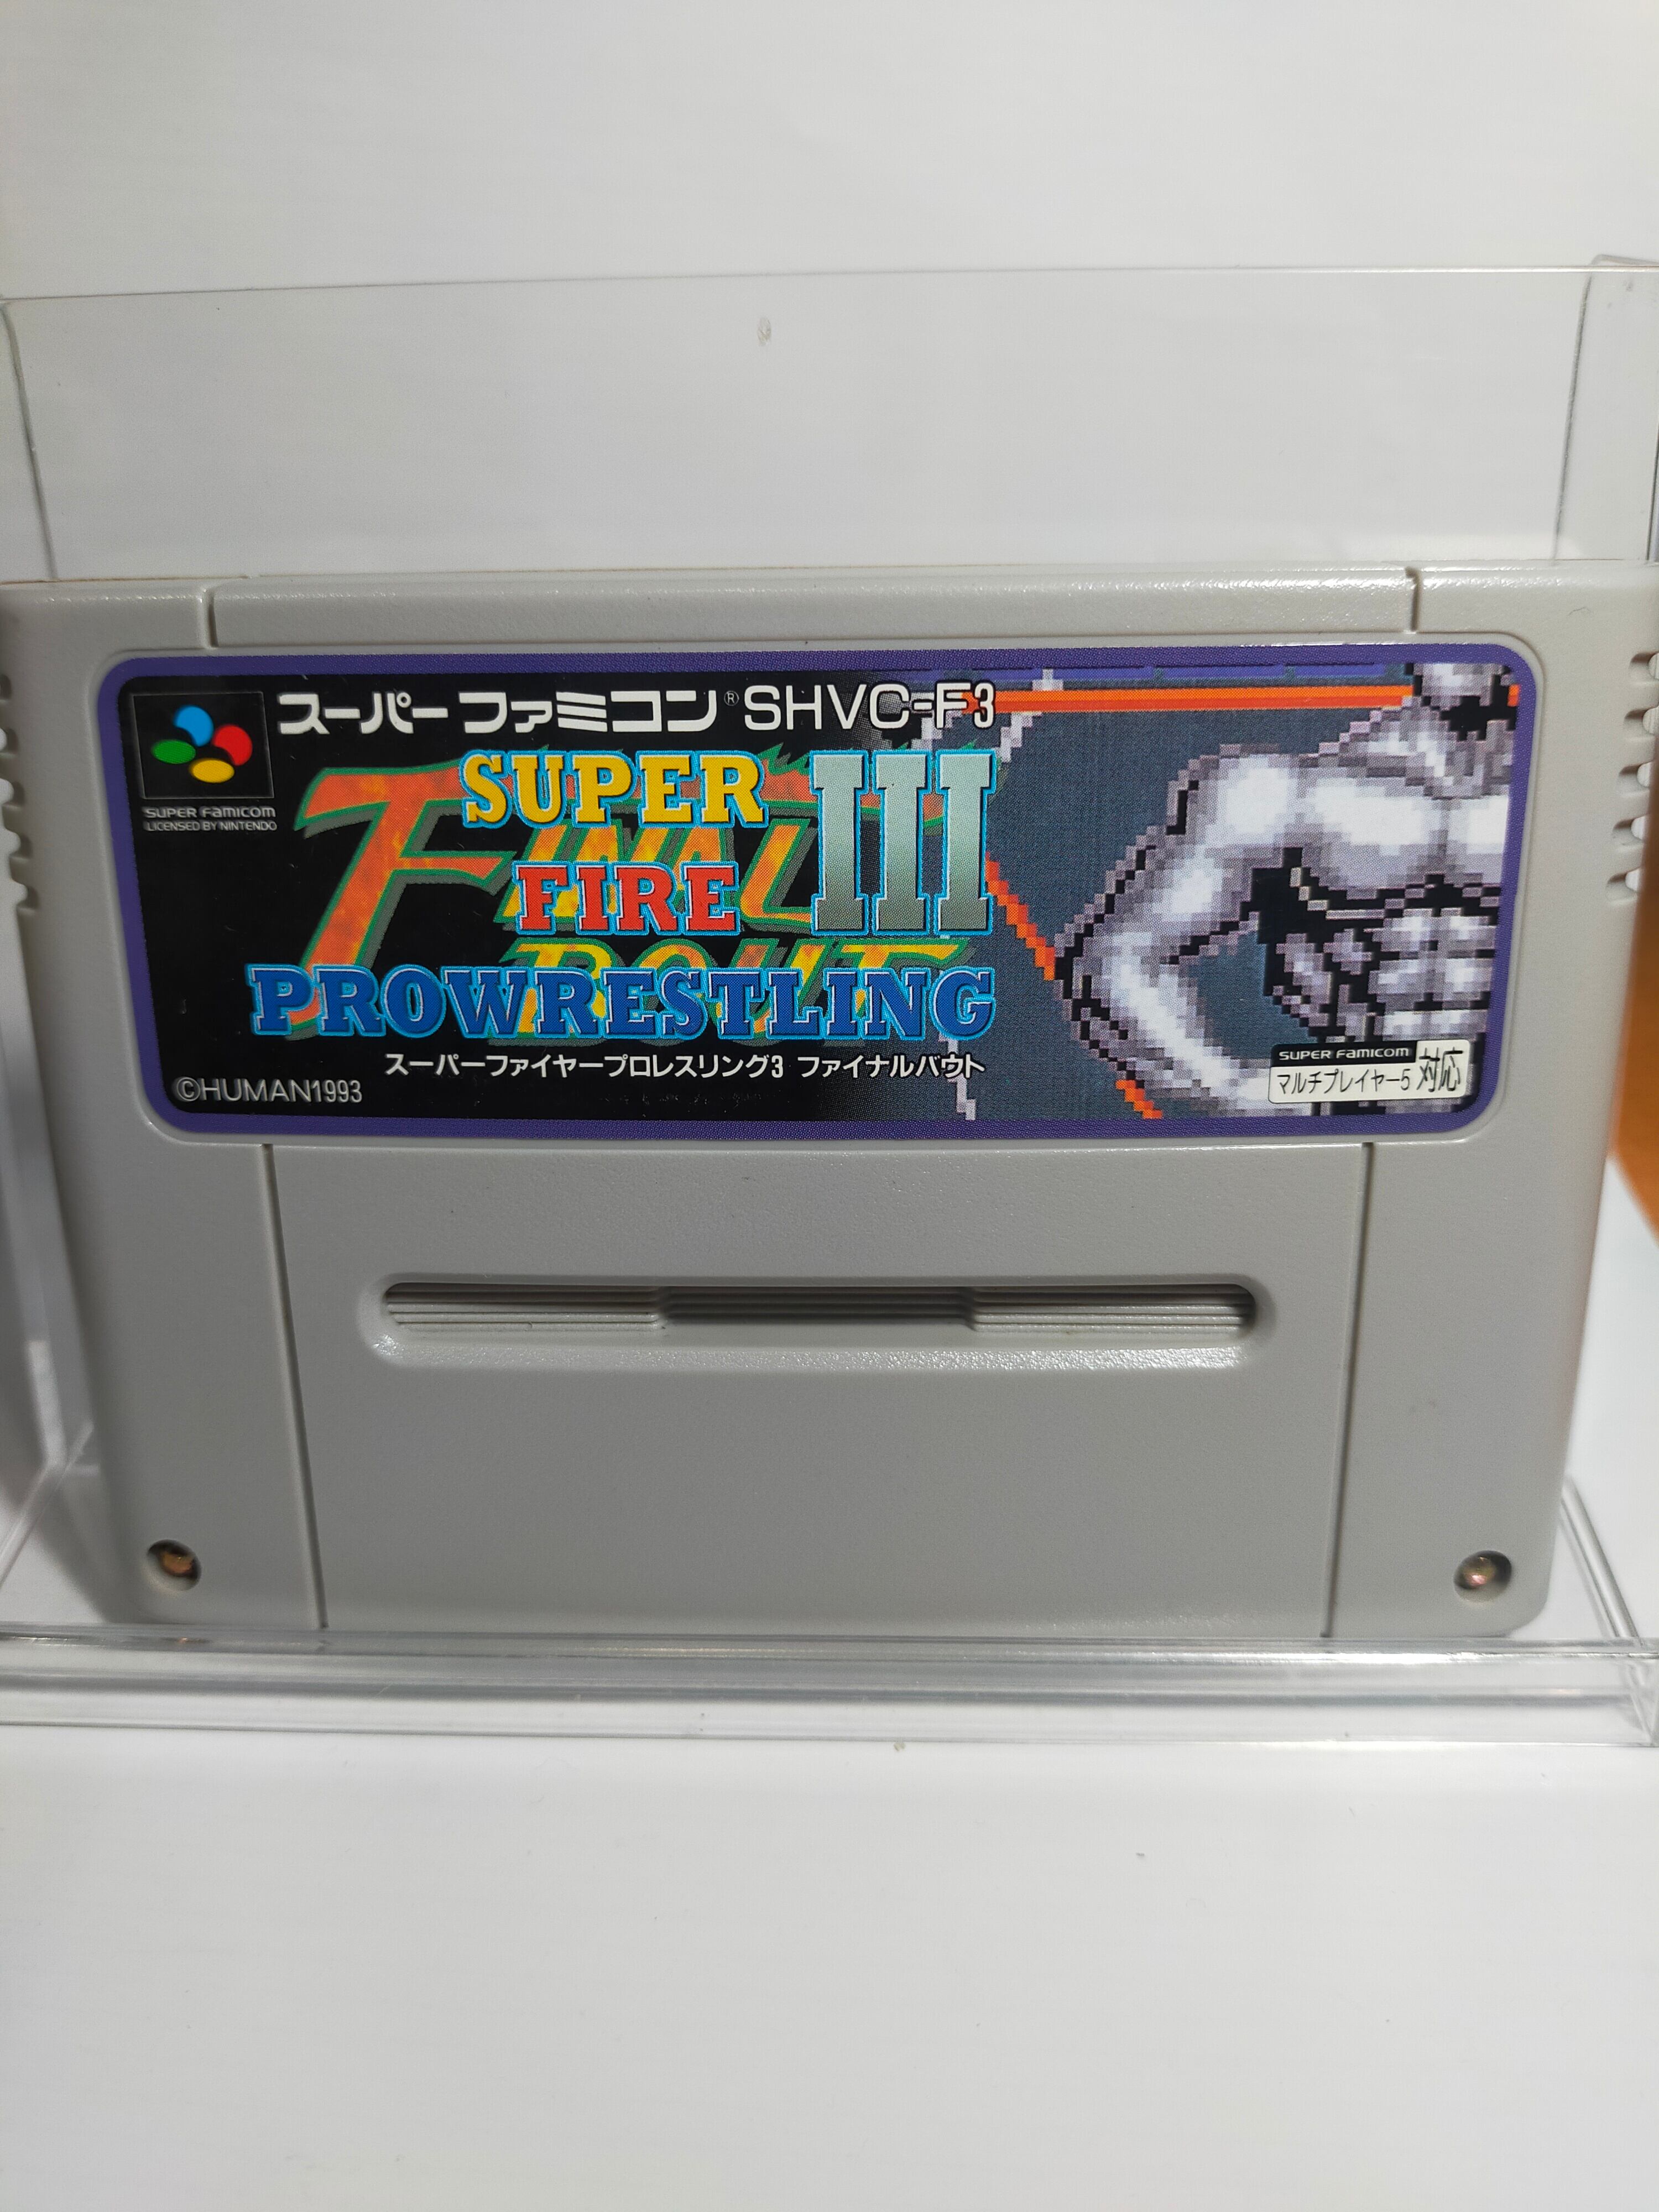 スーパーファミコン® SHVC-F3
SUPER FAMICOM
LICENSED BY NINTENDO
FINAL BOUT
SUPER
FIRE III
PROWRESTLING
スーパーファイヤープロレスリング3 ファイナルバウト
©HUMAN1993
SUPER FAMICOM
マルチプレイヤー5 対応